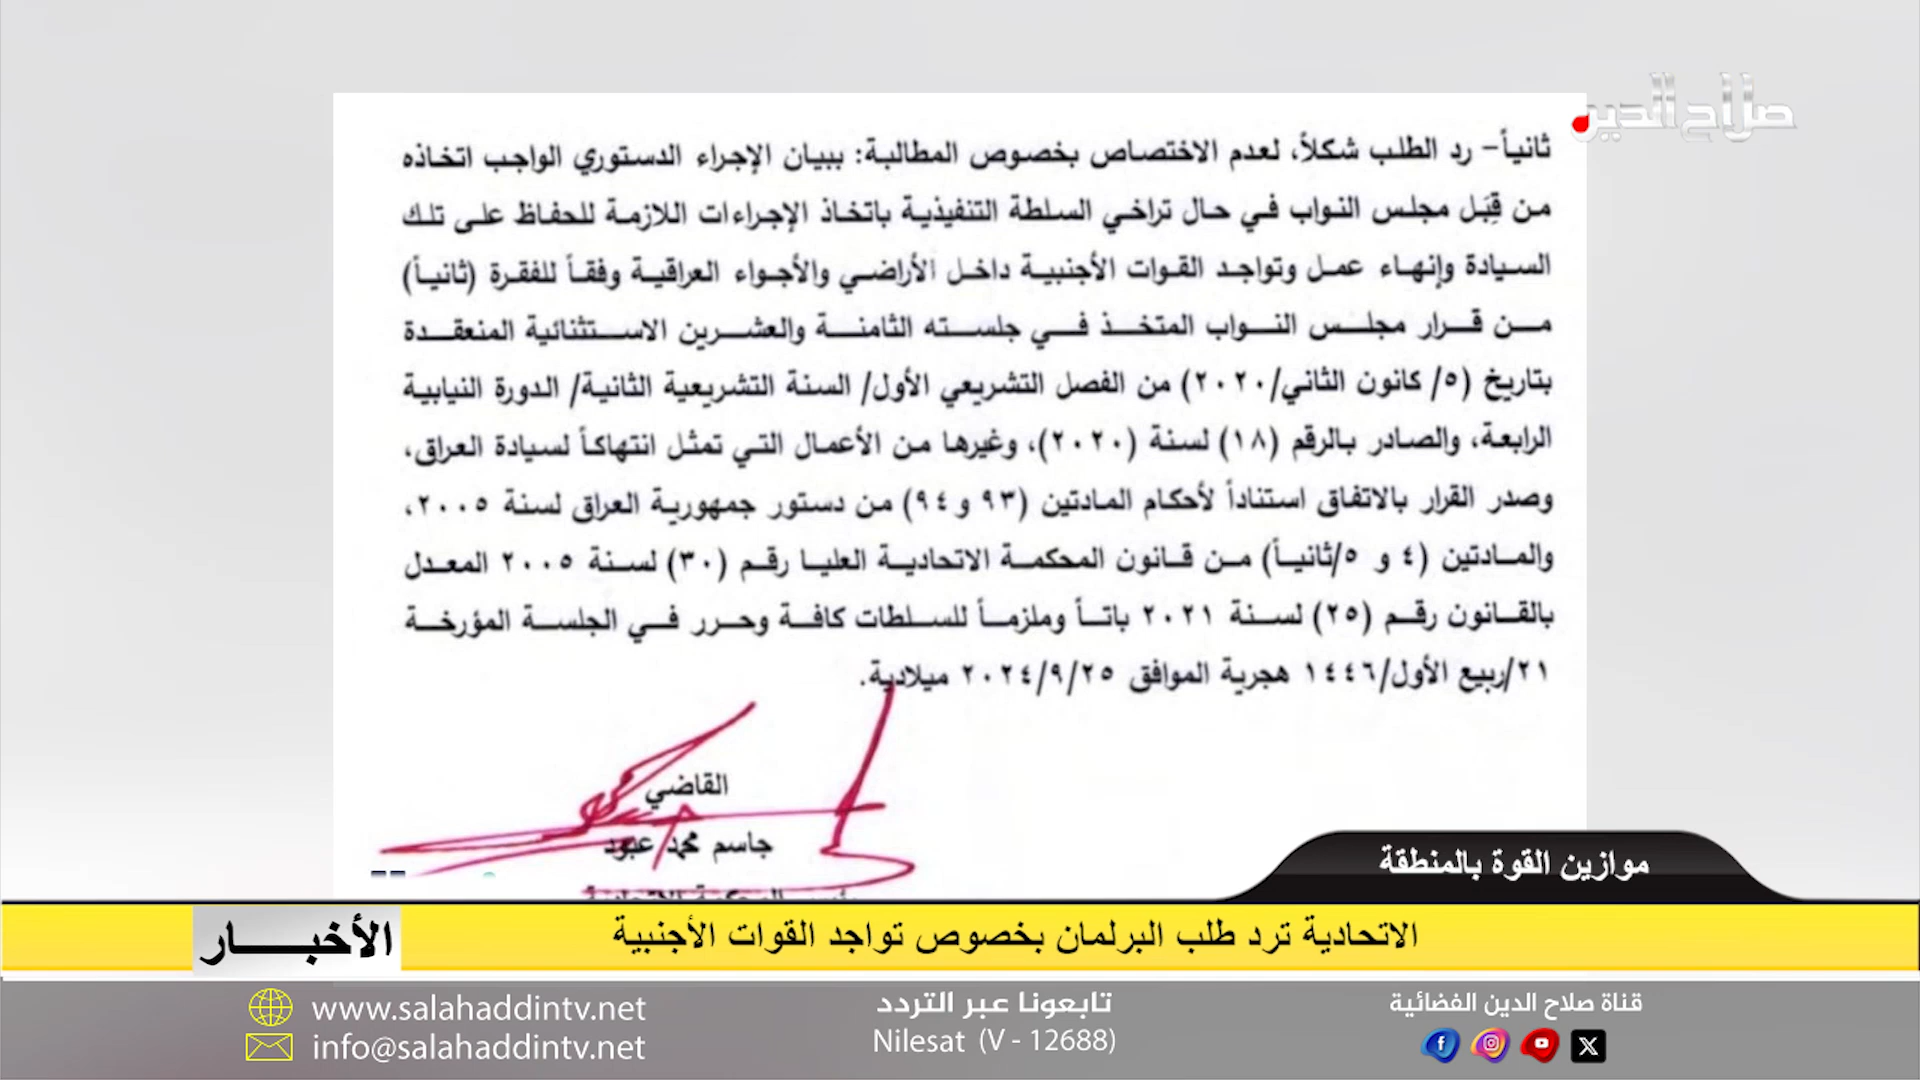 صلاح الدين
ثانياً- رد الطلب شكلاً، لعدم الاختصاص بخصوص المطالبة: ببيان الإجراء الدستوري الواجب اتخاذه
من قِبَل مجلس النواب في حال تراخي السلطة التنفيذية باتخاذ الإجراءات اللازمة للحفاظ على تلك
السيادة وإنهاء عمل وتواجد القوات الأجنبية داخل الأراضي والأجواء العراقية وفقاً للفقرة (ثانياً)
من قرار مجلس النواب المتخذ في جلسته الثامنة والعشرين الاستثنائية المنعقدة
بتاريخ (٥/ كانون الثاني/٢٠٢٠) من الفصل التشريعي الأول/ السنة التشريعية الثانية/ الدورة النيابية
الرابعة، والصادر بالرقم (١٨) لسنة (٢٠٢٠)، وغيرها من الأعمال التي تمثل انتهاكاً لسيادة العراق،
وصدر القرار بالاتفاق استناداً لأحكام المادتين (٩٣ و ٩٤) من دستور جمهورية العراق لسنة ٢٠٠٥،
والمادتين (٤ و ٥/ثانياً) من قانون المحكمة الاتحادية العليا رقم (٣٠) لسنة ٢٠٠٥ المعدل
بالقانون رقم (٢٥) لسنة ٢٠٢١ باتاً وملزماً للسلطات كافة وحرر في الجلسة المؤرخة
٢١/ربيع الأول/١٤٤٦ هجرية الموافق ٢٠٢٤/٩/٢٥ ميلادية.
القاضي
جاسم محمد عبود
موازين القوة بالمنطقة
الاتحادية ترد طلب البرلمان بخصوص تواجد القوات الأجنبية
الأخبــــار
قناة صلاح الدين الفضائية
تابعونا عبر التردد
Nilesat (V - 12688)
www.salahaddintv.net
info@salahaddintv.net